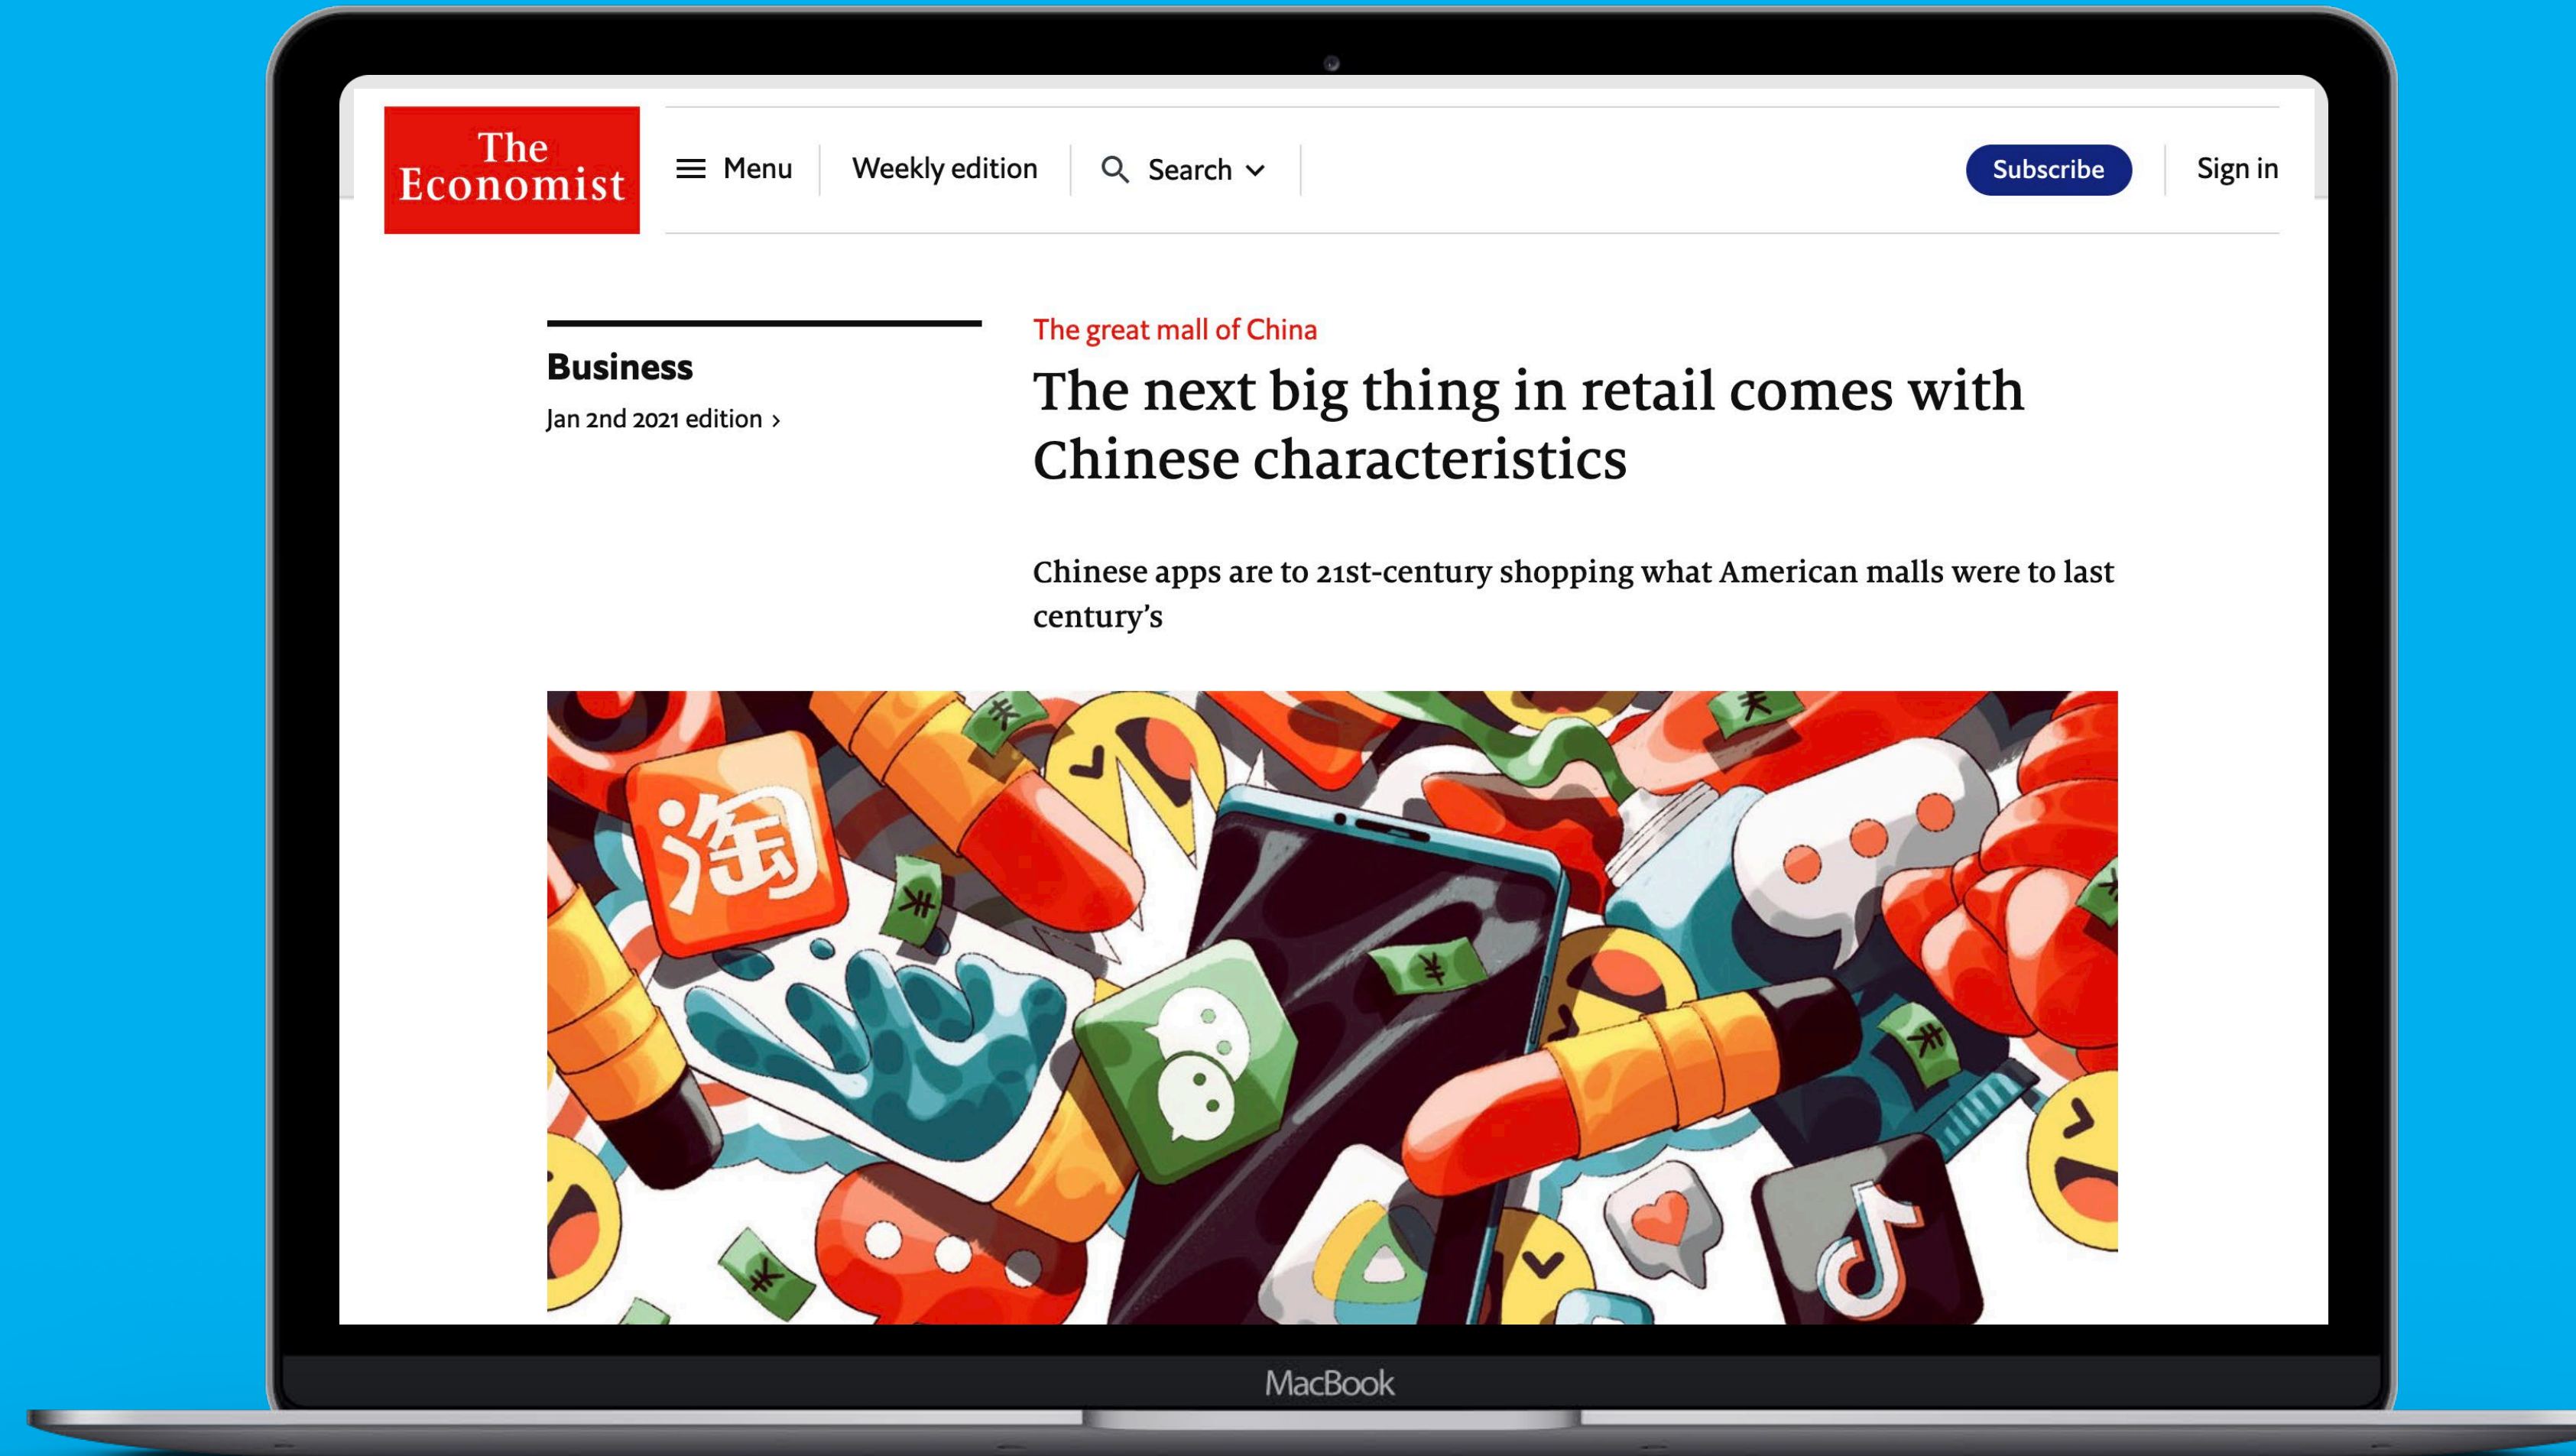 The
Economist
Menu
Weekly edition
Search
Subscribe
Sign in
Business
Jan 2nd 2021 edition >
The great mall of China
The next big thing in retail comes with
Chinese characteristics
Chinese apps are to 21st-century shopping what American malls were to last
century’s
淘
MacBook